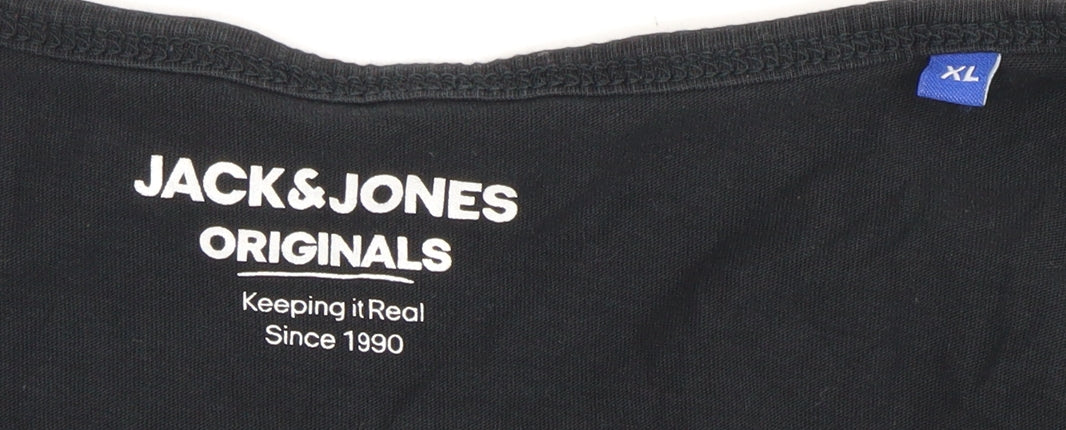 JACK&JONES
ORIGINALS
Keeping it Real
Since 1990
XL